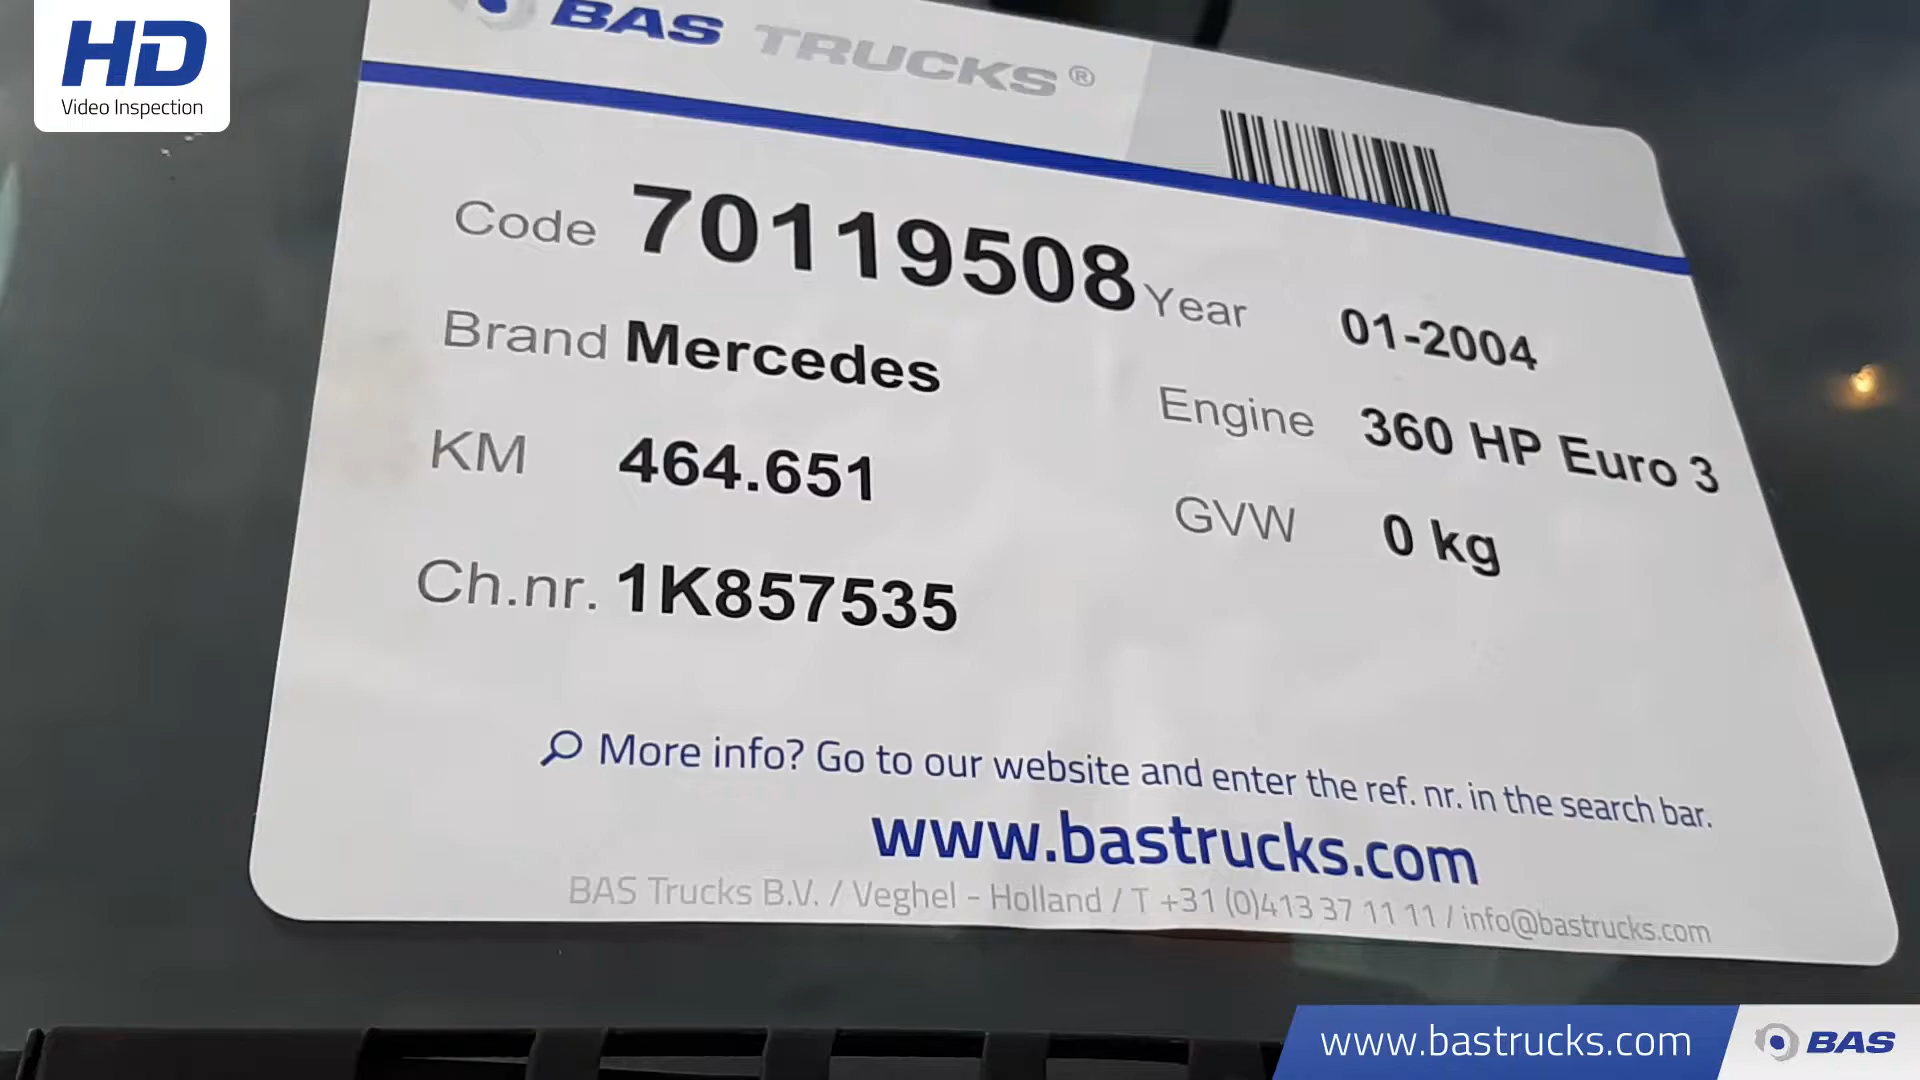 HD
Video Inspection
BAS TRUCKS®
Code 70119508
Year 01-2004
Brand Mercedes
Engine 360 HP Euro 3
KM 464.651
GVW 0 kg
Ch.nr. 1K857535
More info? Go to our website and enter the ref. nr. in the search bar.
www.bastrucks.com
BAS Trucks B.V. / Veghel - Holland / T +31 (0)413 37 11 11 / info@bastrucks.com
www.bastrucks.com
BAS